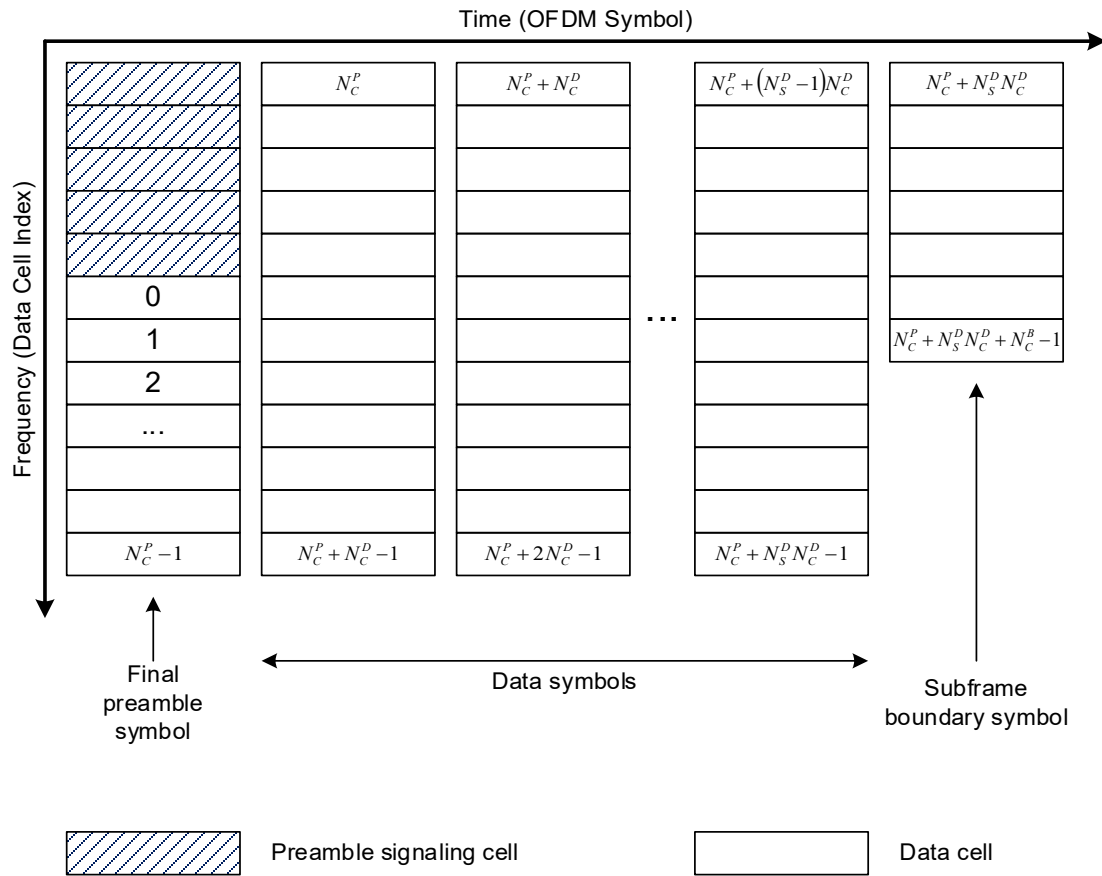 Time (OFDM Symbol)
Frequency (Data Cell Index)
N_C^P
N_C^P + N_C^D
N_C^P + (N_S^D − 1)N_C^D
N_C^P + N_S^D N_C^D
0
1
2
...
N_C^P − 1
N_C^P + N_C^D − 1
N_C^P + 2N_C^D − 1
...
N_C^P + N_S^D N_C^D − 1
N_C^P + N_S^D N_C^D + N_C^B − 1
Final
preamble
symbol
Data symbols
Subframe
boundary symbol
Preamble signaling cell
Data cell